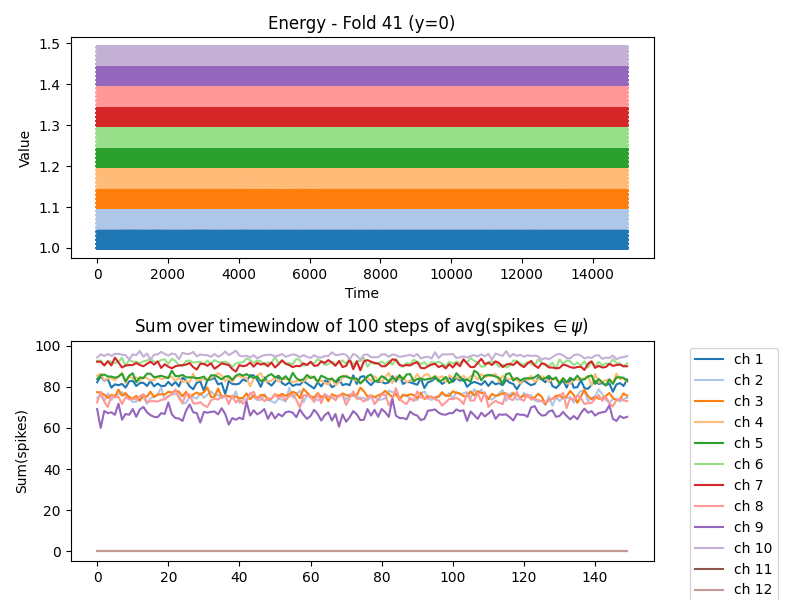 Energy - Fold 41 (y=0)
1.5
1.4
1.3
1.2
1.1
1.0
Value
0 2000 4000 6000 8000 10000 12000 14000
Time
Sum over timewindow of 100 steps of avg(spikes ∈ ψ)
100
80
60
40
20
0
Sum(spikes)
0 20 40 60 80 100 120 140
ch 1
ch 2
ch 3
ch 4
ch 5
ch 6
ch 7
ch 8
ch 9
ch 10
ch 11
ch 12